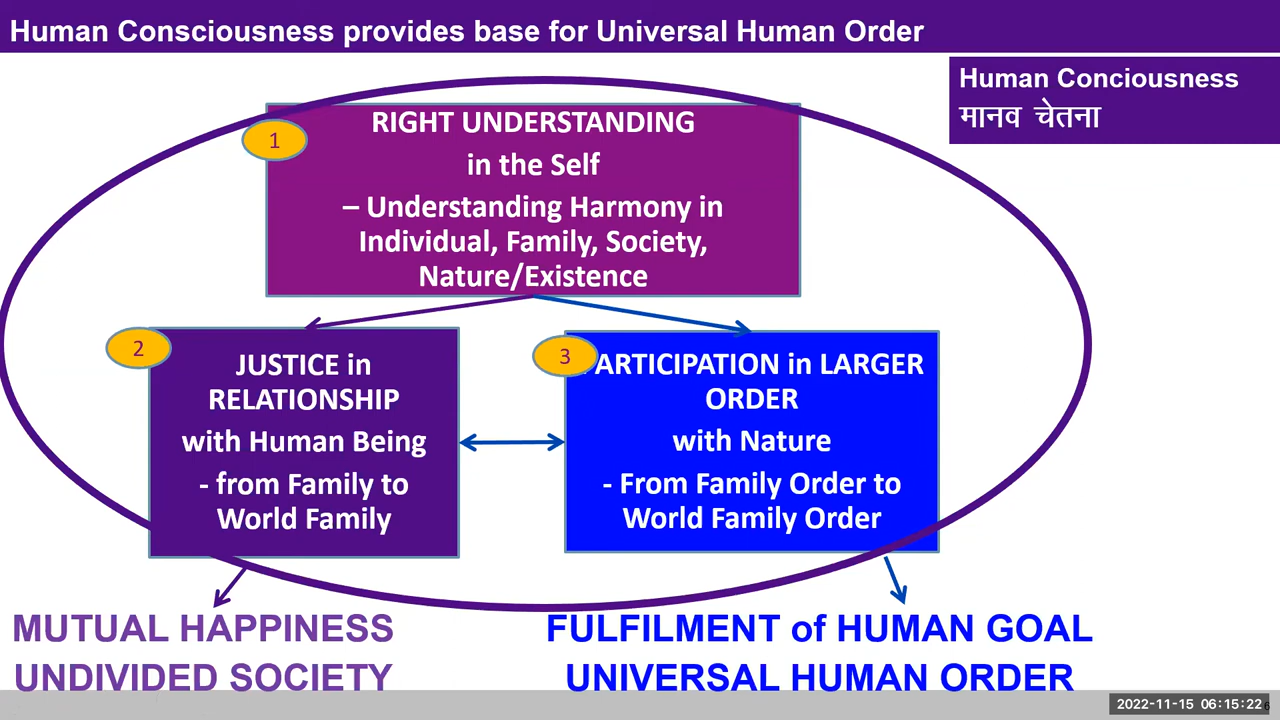 Human Consciousness provides base for Universal Human Order
Human Conciousness
मानव चेतना
1
RIGHT UNDERSTANDING
in the Self
– Understanding Harmony in
Individual, Family, Society,
Nature/Existence
2
JUSTICE in
RELATIONSHIP
with Human Being
- from Family to
World Family
3
ARTICIPATION in LARGER
ORDER
with Nature
- From Family Order to
World Family Order
MUTUAL HAPPINESS
UNDIVIDED SOCIETY
FULFILMENT of HUMAN GOAL
UNIVERSAL HUMAN ORDER
2022-11-15 06:15:22
6